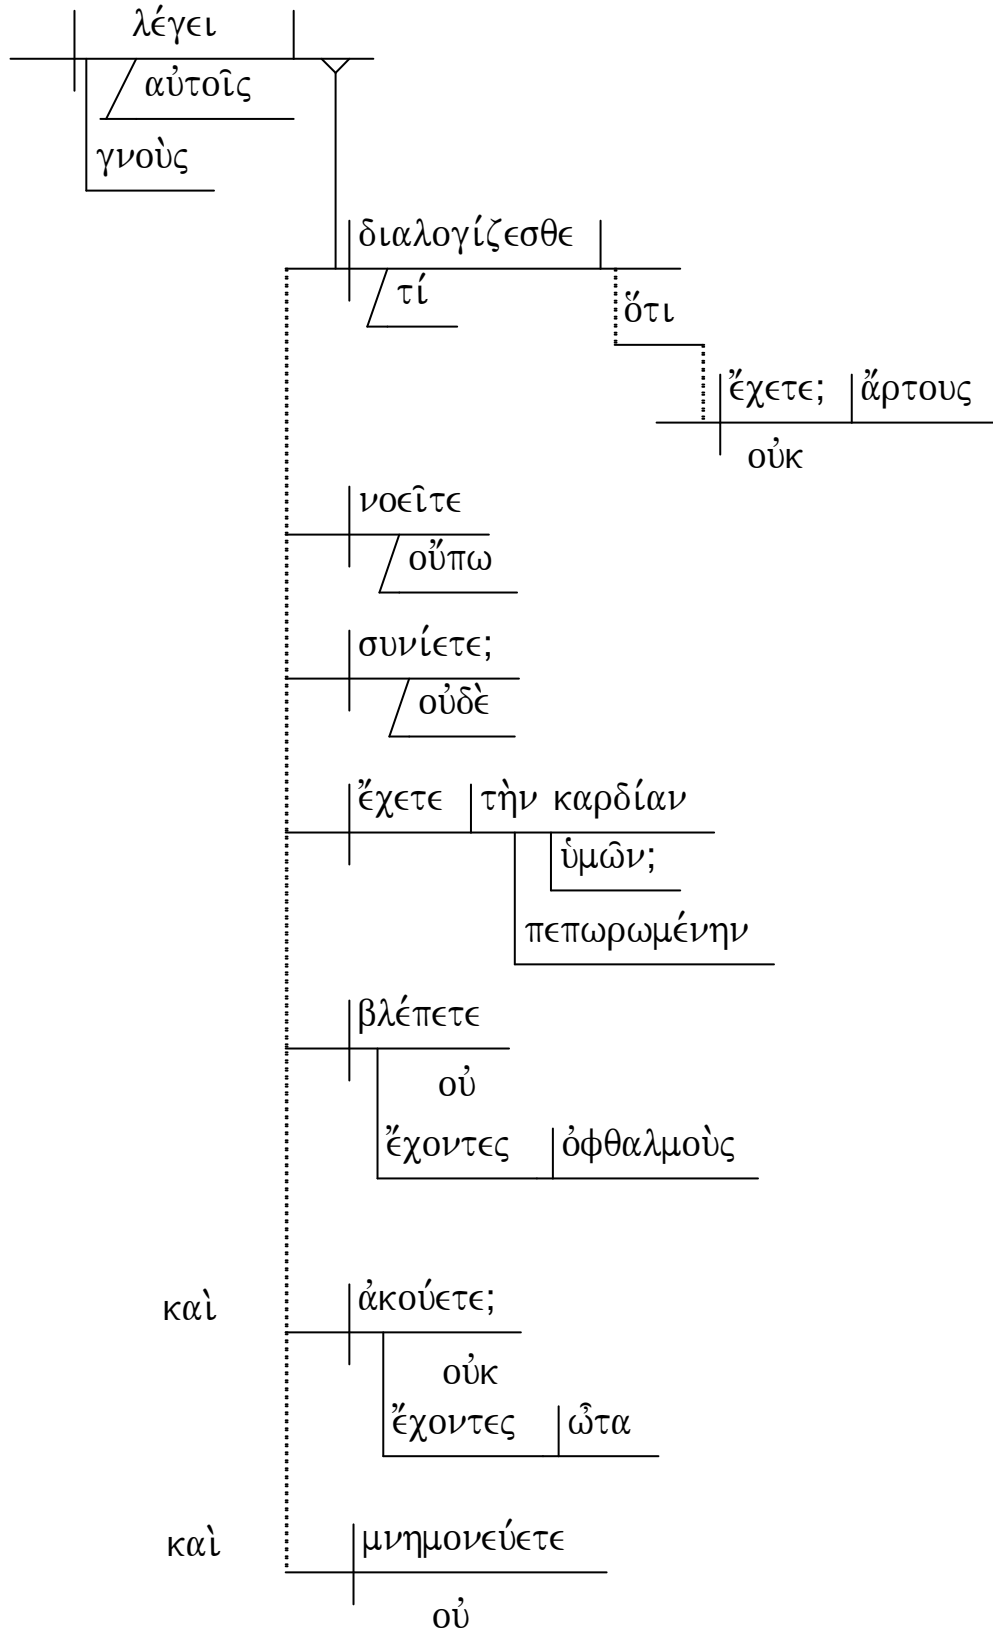 λέγει
αὐτοῖς
γνοὺς
διαλογίζεσθε
τί
ὅτι
ἔχετε; ἄρτους
οὐκ
νοεῖτε
οὔπω
συνίετε;
οὐδὲ
ἔχετε τὴν καρδίαν
ὑμῶν;
πεπωρωμένην
βλέπετε
οὐ
ἔχοντες ὀφθαλμοὺς
καὶ ἀκούετε;
οὐκ
ἔχοντες ὦτα
καὶ μνημονεύετε
οὐ